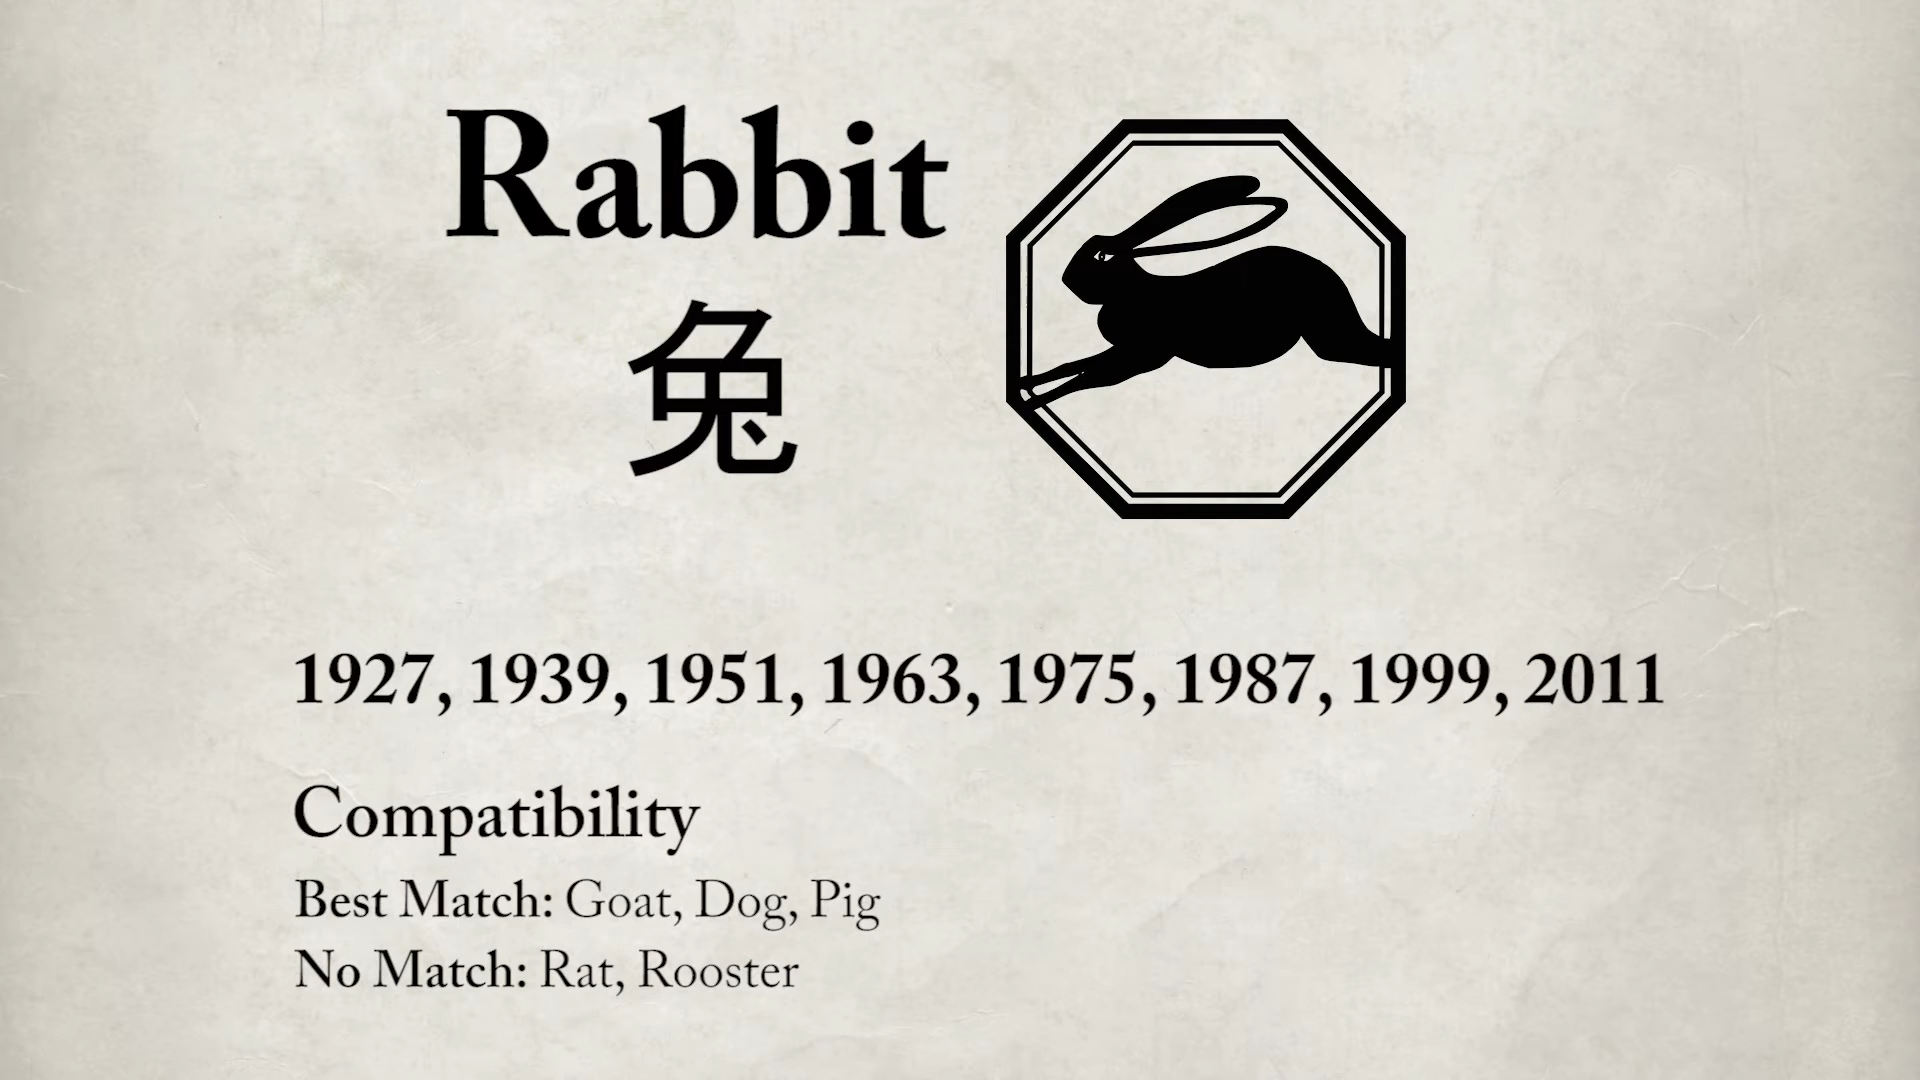 Rabbit
兔
1927, 1939, 1951, 1963, 1975, 1987, 1999, 2011
Compatibility
Best Match: Goat, Dog, Pig
No Match: Rat, Rooster